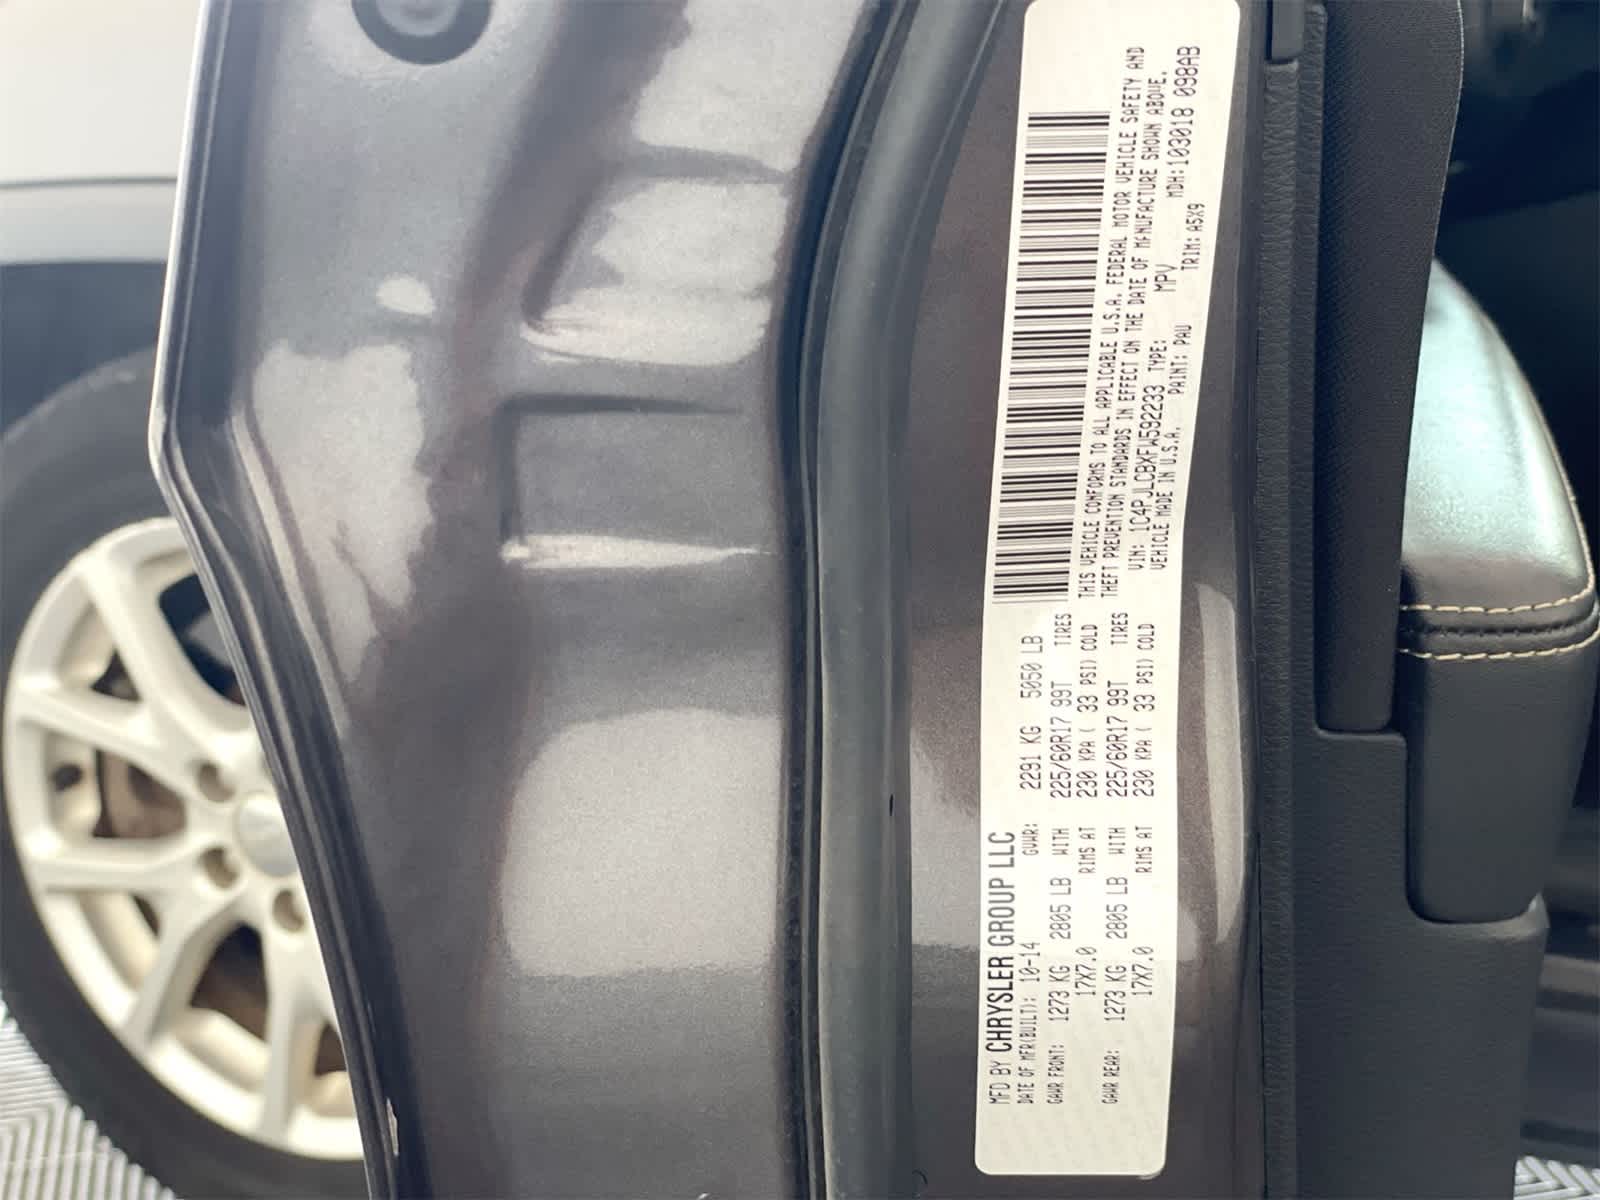 MFD BY CHRYSLER GROUP LLC
DATE OF MFR(BUILT): 10-14 GVWR: 2291 KG 5050 LB
GAWR FRONT: 1273 KG 2805 LB WITH 225/60R17 99T TIRES
17X7.0 RIMS AT 230 KPA ( 33 PSI) COLD
GAWR REAR: 1273 KG 2805 LB WITH 225/60R17 99T TIRES
17X7.0 RIMS AT 230 KPA ( 33 PSI) COLD
THIS VEHICLE CONFORMS TO ALL APPLICABLE U.S.A. FEDERAL MOTOR VEHICLE SAFETY AND
THEFT PREVENTION STANDARDS IN EFFECT ON THE DATE OF MANUFACTURE SHOWN ABOVE.
VIN: 1C4PJLCBXFW592233 TYPE: MPV MDH:103018 098AB
VEHICLE MADE IN U.S.A. PAINT: PAU TRIM: A5X9